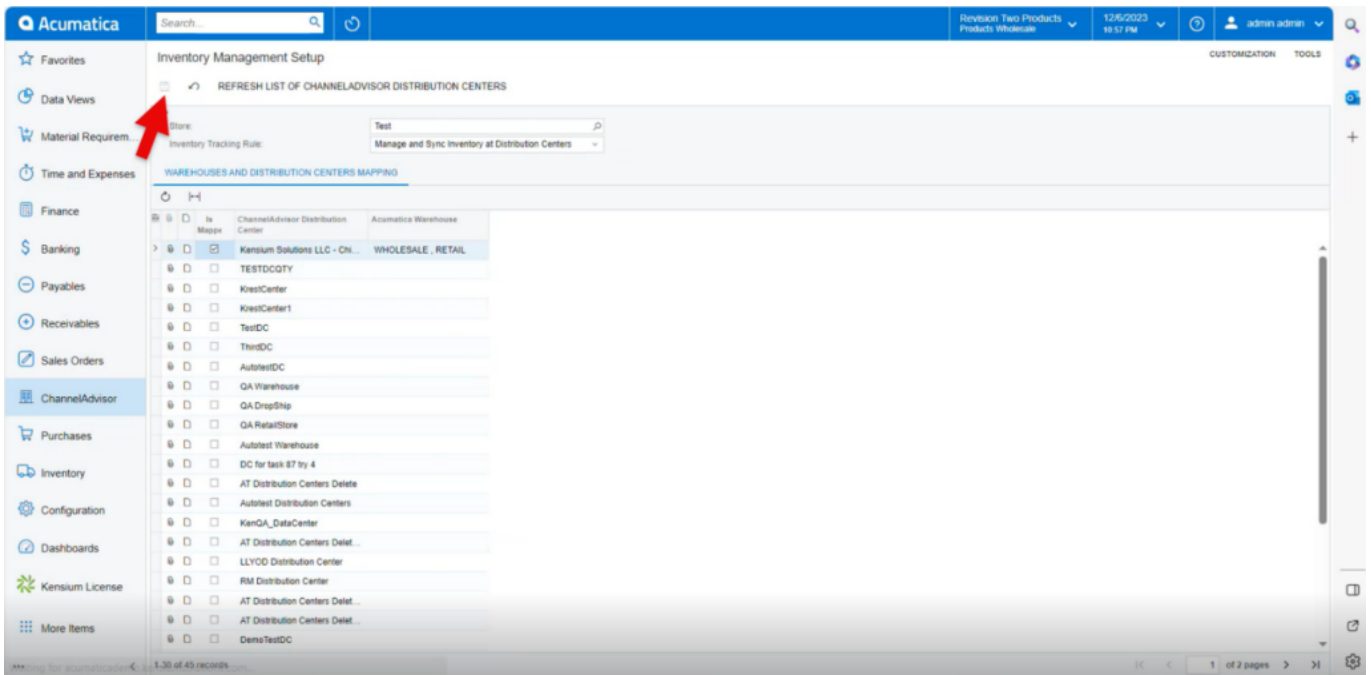 Acumatica
Search...
Revision Two Products
Products Wholesale
12/6/2023
10:57 PM
admin admin
Favorites
Data Views
Material Requirem...
Time and Expenses
Finance
Banking
Payables
Receivables
Sales Orders
ChannelAdvisor
Purchases
Inventory
Configuration
Dashboards
Kensium License
More Items
Inventory Management Setup
CUSTOMIZATION TOOLS
REFRESH LIST OF CHANNELADVISOR DISTRIBUTION CENTERS
Store: Test
Inventory Tracking Rule: Manage and Sync Inventory at Distribution Centers
WAREHOUSES AND DISTRIBUTION CENTERS MAPPING
Is Mappe ChannelAdvisor Distribution Center Acumatica Warehouse
Kensium Solutions LLC - Chi... WHOLESALE , RETAIL
TESTDCQTY
KrestCenter
KrestCenter1
TestDC
ThirdDC
AutotestDC
QA Warehouse
QA DropShip
QA RetailStore
Autotest Warehouse
DC for task 87 try 4
AT Distribution Centers Delete
Autotest Distribution Centers
KenQA_DataCenter
AT Distribution Centers Delet...
LLYOD Distribution Center
RM Distribution Center
AT Distribution Centers Delet...
AT Distribution Centers Delet...
DemoTestDC
1-30 of 45 records
1 of 2 pages